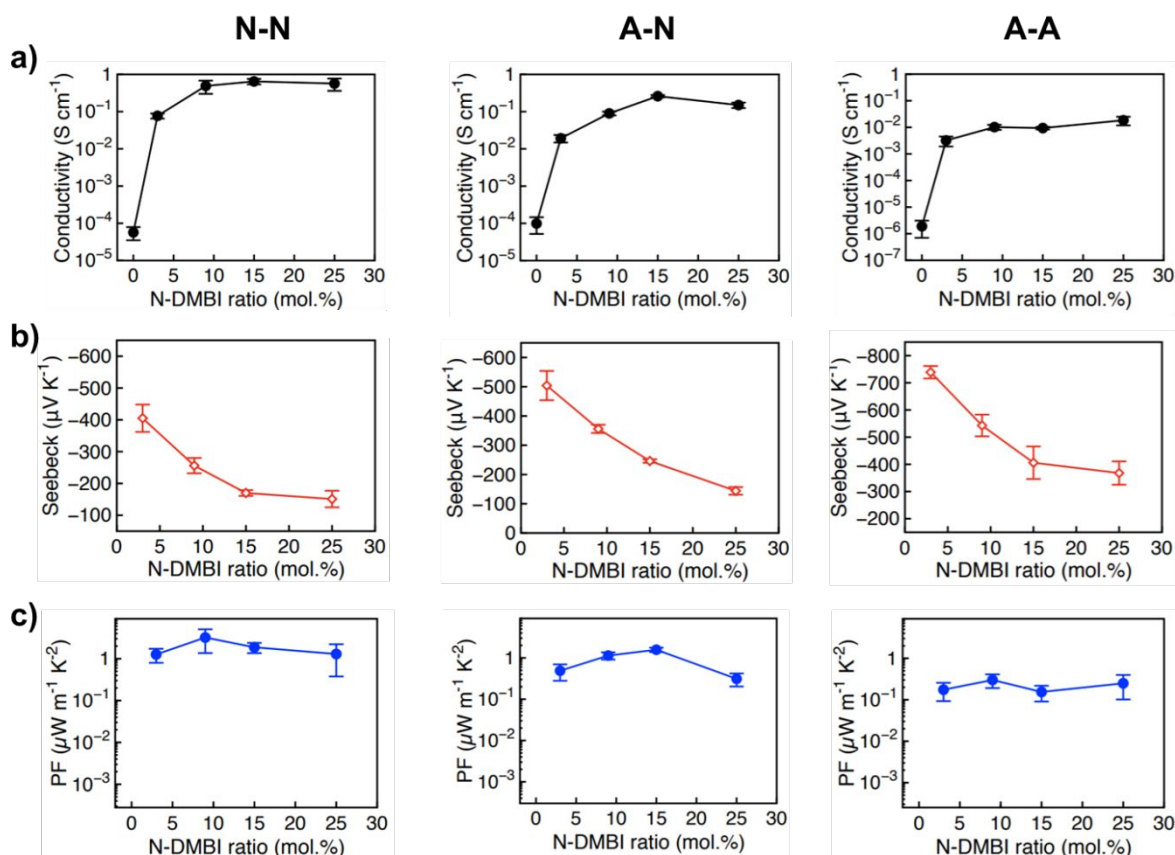 N-N
A-N
A-A
a)
Conductivity (S cm⁻¹)
1
10⁻¹
10⁻²
10⁻³
10⁻⁴
10⁻⁵
0 5 10 15 20 25 30
N-DMBI ratio (mol.%)
Conductivity (S cm⁻¹)
1
10⁻¹
10⁻²
10⁻³
10⁻⁴
10⁻⁵
0 5 10 15 20 25 30
N-DMBI ratio (mol.%)
Conductivity (S cm⁻¹)
1
10⁻¹
10⁻²
10⁻³
10⁻⁴
10⁻⁵
10⁻⁶
10⁻⁷
0 5 10 15 20 25 30
N-DMBI ratio (mol.%)
b)
Seebeck (µV K⁻¹)
−600
−500
−400
−300
−200
−100
0 5 10 15 20 25 30
N-DMBI ratio (mol.%)
Seebeck (µV K⁻¹)
−600
−500
−400
−300
−200
−100
0
0 5 10 15 20 25 30
N-DMBI ratio (mol.%)
Seebeck (µV K⁻¹)
−800
−700
−600
−500
−400
−300
−200
0 5 10 15 20 25 30
N-DMBI ratio (mol.%)
c)
PF (µW m⁻¹ K⁻²)
1
10⁻¹
10⁻²
10⁻³
0 5 10 15 20 25 30
N-DMBI ratio (mol.%)
PF (µW m⁻¹ K⁻²)
1
10⁻¹
10⁻²
10⁻³
0 5 10 15 20 25 30
N-DMBI ratio (mol.%)
PF (µW m⁻¹ K⁻²)
1
10⁻¹
10⁻²
10⁻³
0 5 10 15 20 25 30
N-DMBI ratio (mol.%)